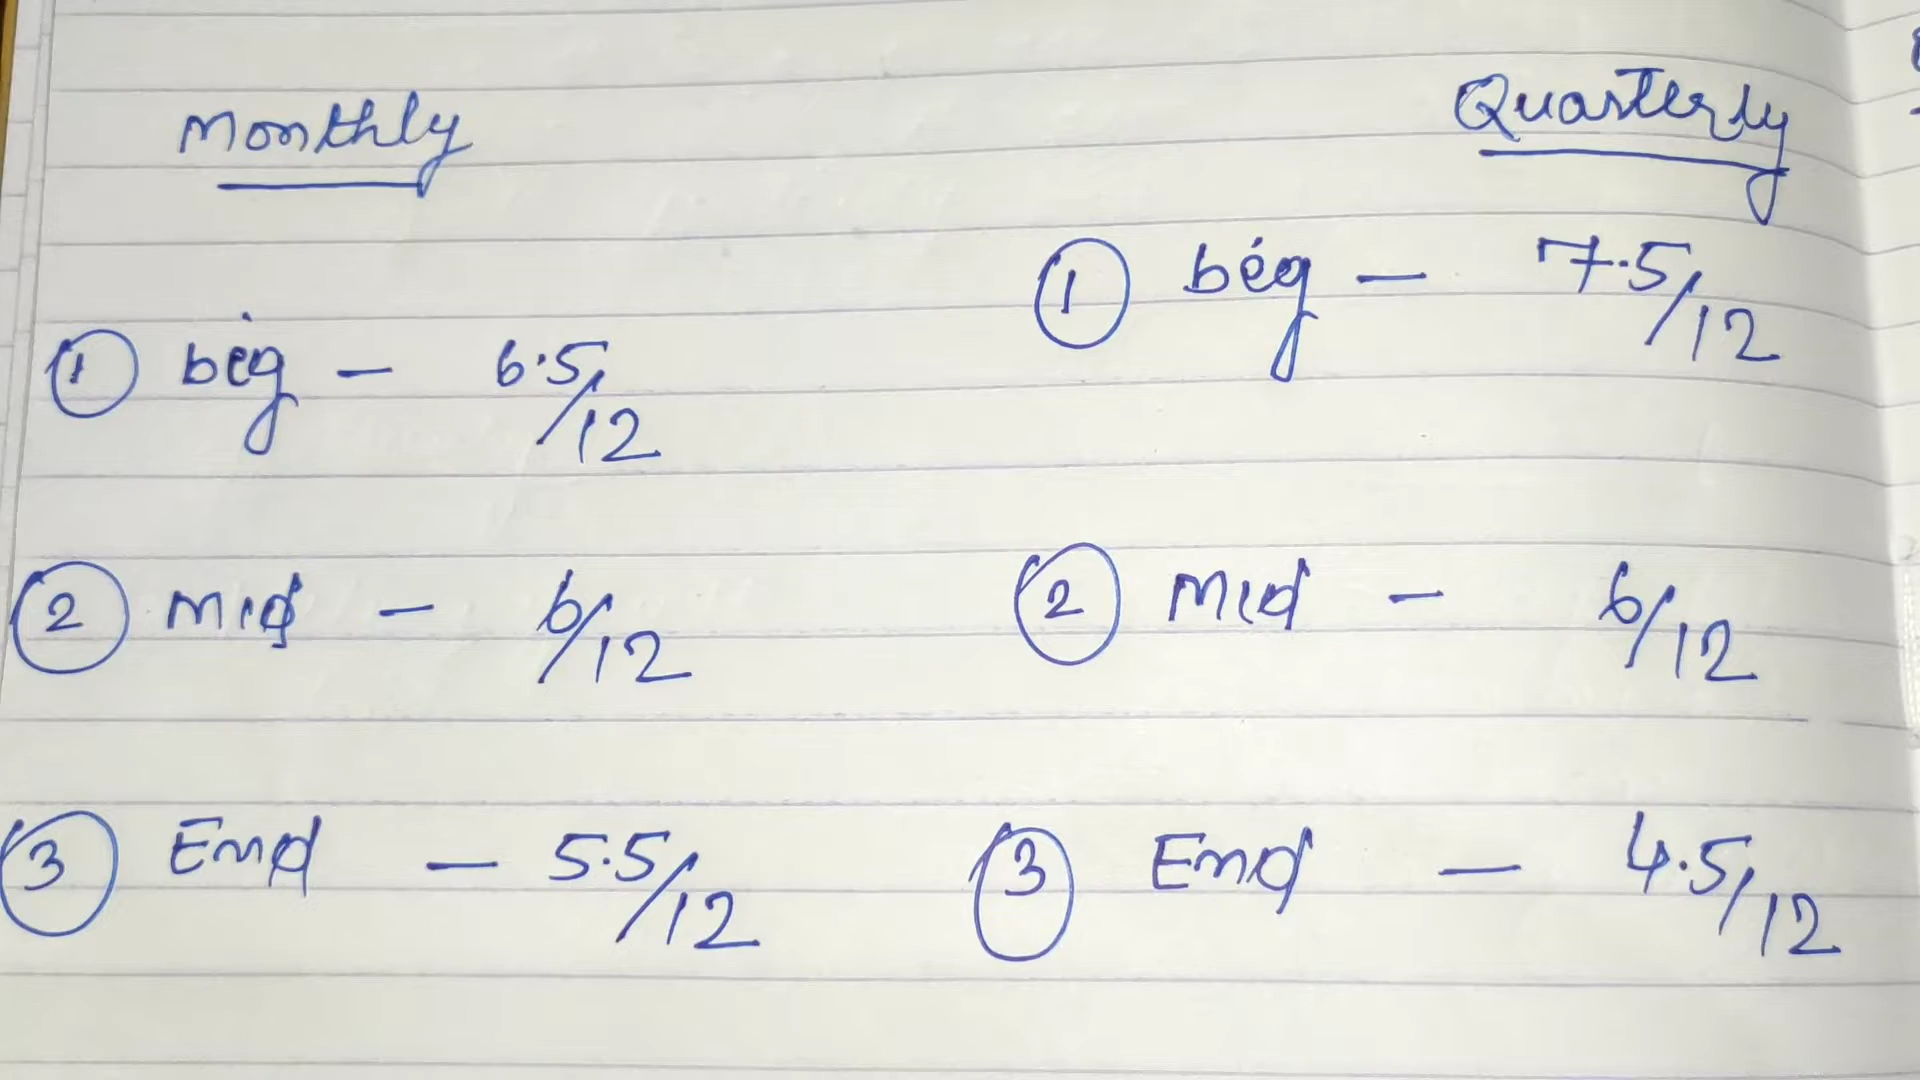 Monthly
① beg - 6.5/12
② Mid - 6/12
③ End - 5.5/12
Quarterly
① beg - 7.5/12
② Mid - 6/12
③ End - 4.5/12